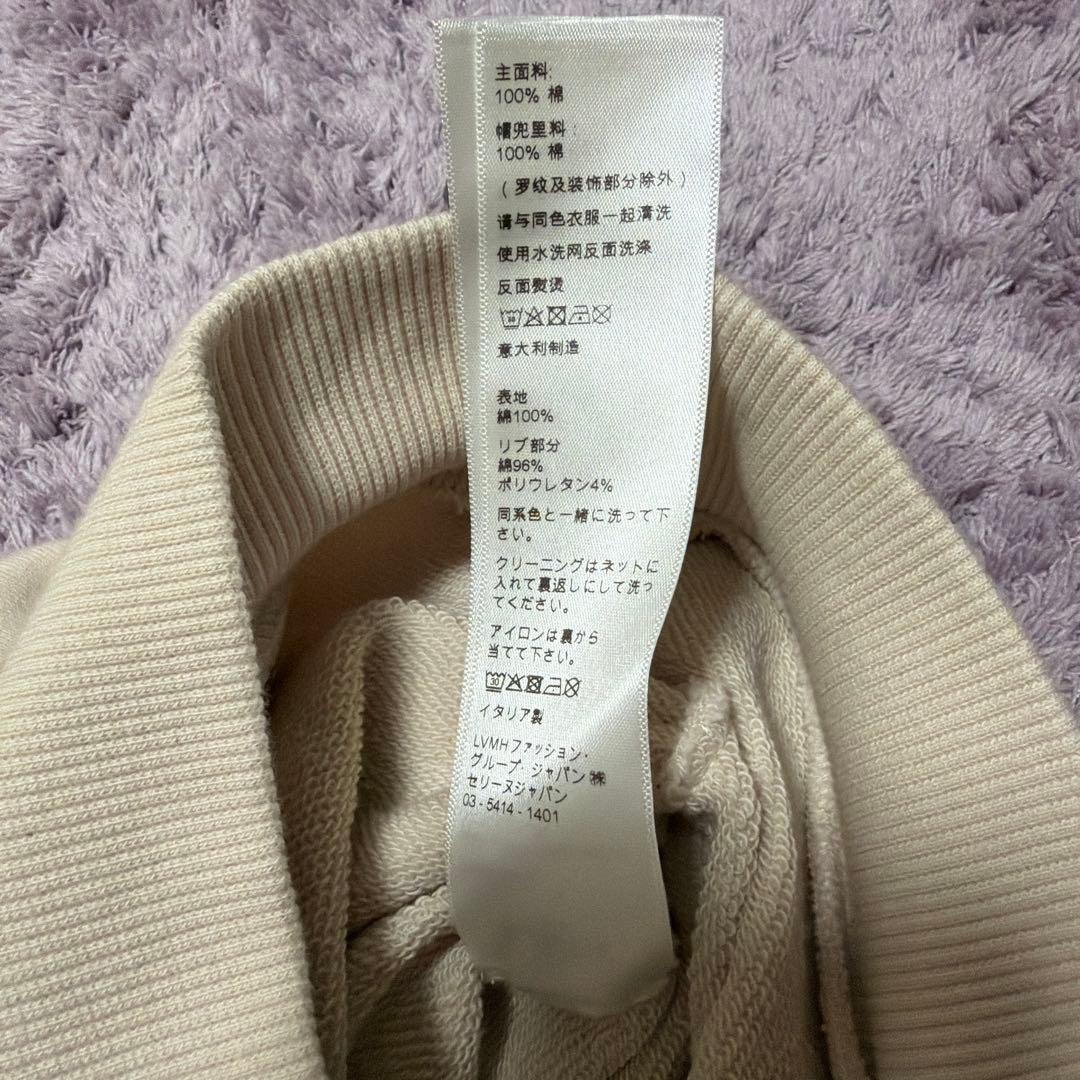 主面料:
100% 棉
帽兜里料:
100% 棉
(罗纹及装饰部分除外)
请与同色衣服一起清洗
使用水洗网反面洗涤
反面熨烫
意大利制造
表地
綿100%
リブ部分
綿96%
ポリウレタン4%
同系色と一緒に洗って下
さい。
クリーニングはネットに
入れて裏返しにして洗っ
てください。
アイロンは裏から
当てて下さい。
30
イタリア製
LVMHファッション・
グループ・ジャパン㈱
セリーヌジャパン
03-5414-1401